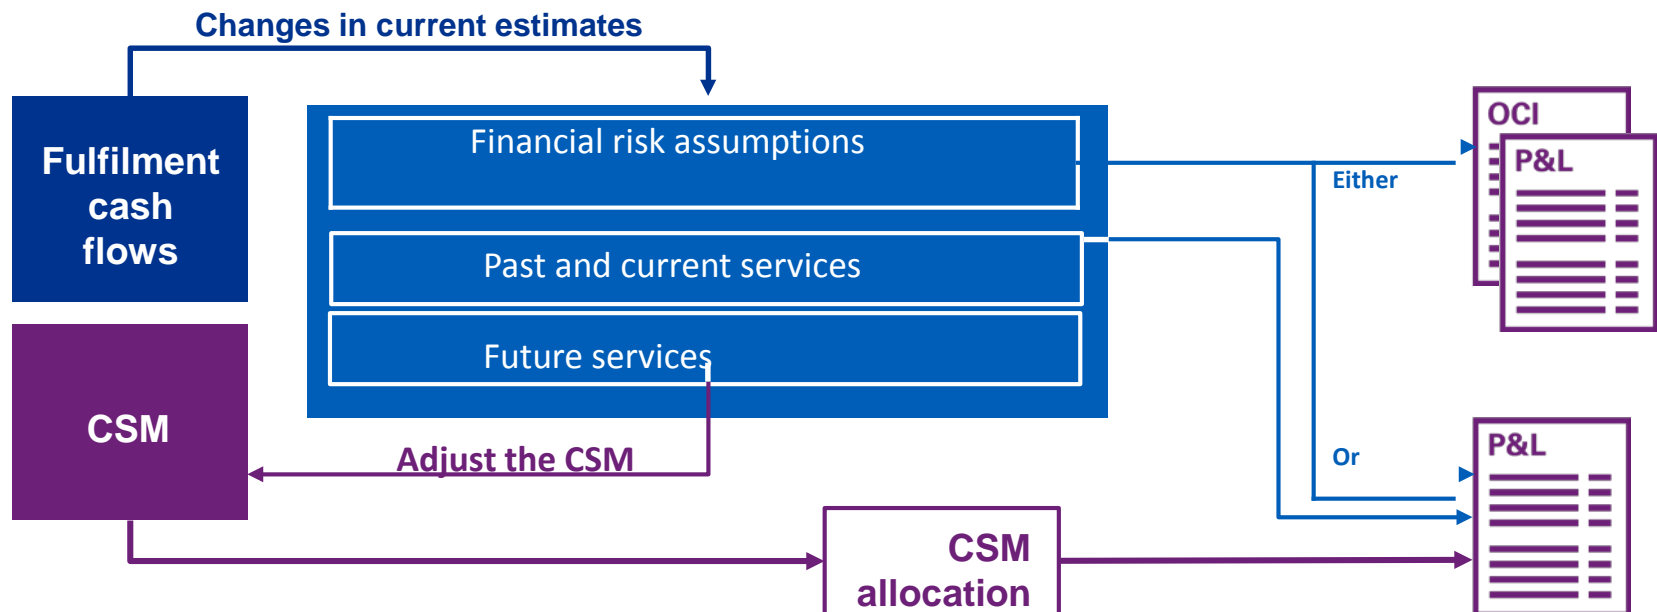 Changes in current estimates
Fulfilment
cash
flows
Financial risk assumptions
Past and current services
Future services
Either
OCI
P&L
CSM
Adjust the CSM
Or
P&L
CSM
allocation